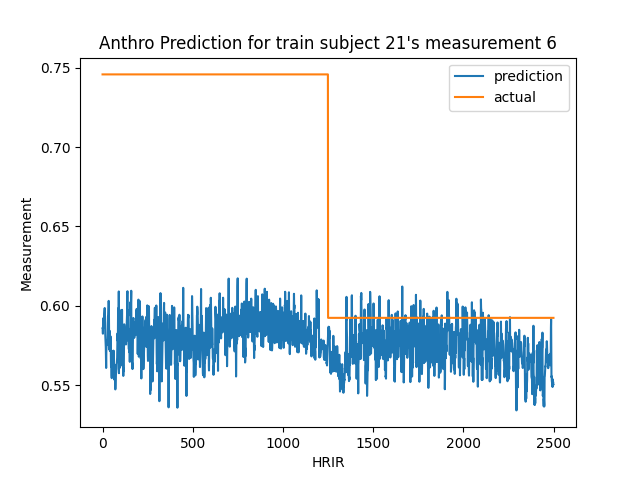 Anthro Prediction for train subject 21's measurement 6
prediction
actual
0.75
0.70
0.65
0.60
0.55
Measurement
0
500
1000
1500
2000
2500
HRIR